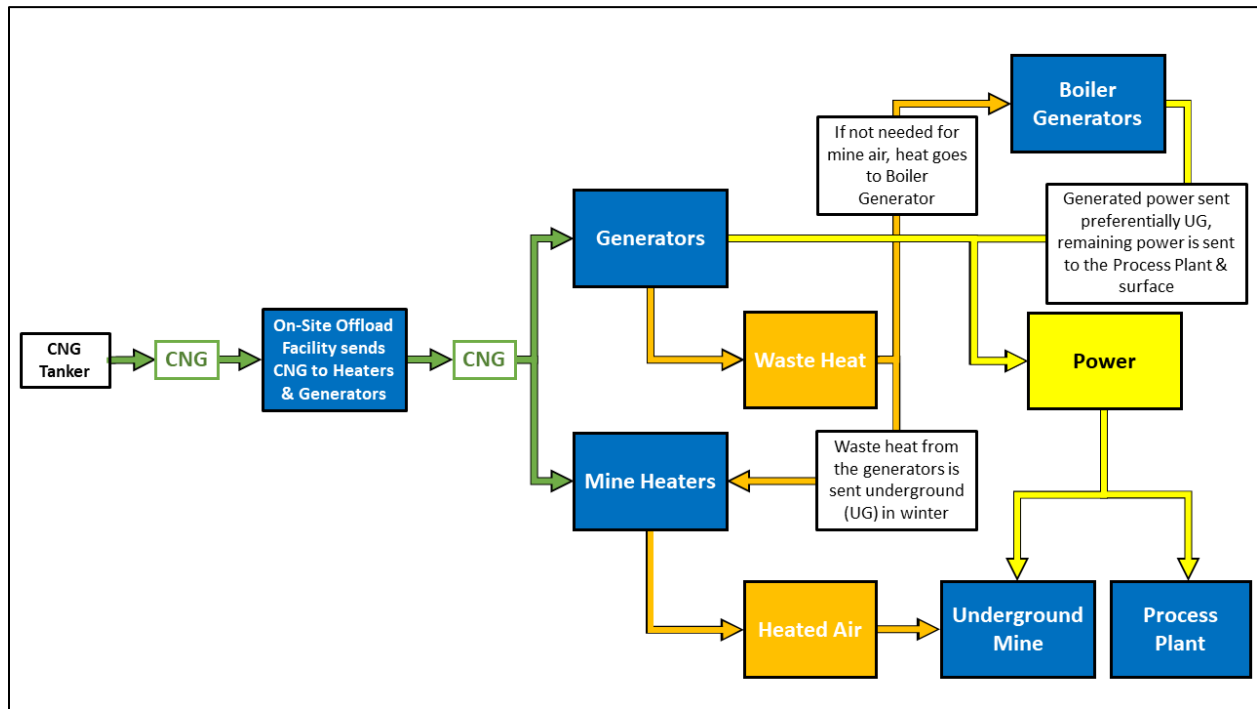 Boiler
Generators
If not needed for
mine air, heat goes
to Boiler
Generator
Generated power sent
preferentially UG,
remaining power is sent
to the Process Plant &
surface
Generators
CNG
Tanker
CNG
On-Site Offload
Facility sends
CNG to Heaters
& Generators
CNG
Waste Heat
Power
Mine Heaters
Waste heat from
the generators is
sent underground
(UG) in winter
Heated Air
Underground
Mine
Process
Plant